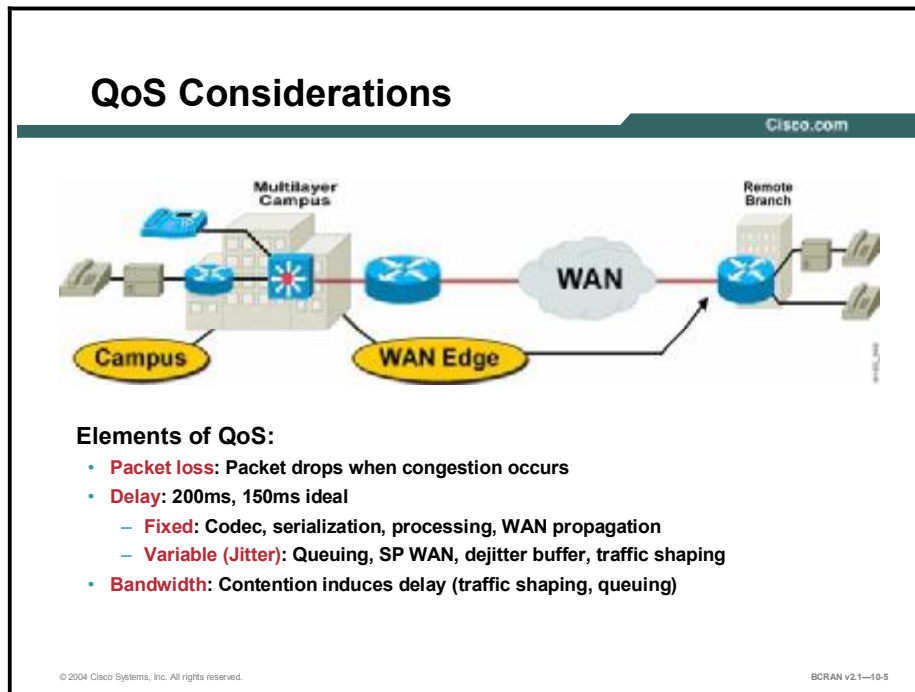 QoS Considerations
Cisco.com
Multilayer
Campus
Remote
Branch
WAN
Campus
WAN Edge
Elements of QoS:
• Packet loss: Packet drops when congestion occurs
• Delay: 200ms, 150ms ideal
– Fixed: Codec, serialization, processing, WAN propagation
– Variable (Jitter): Queuing, SP WAN, dejitter buffer, traffic shaping
• Bandwidth: Contention induces delay (traffic shaping, queuing)
© 2004 Cisco Systems, Inc. All rights reserved.
BCRAN v2.1—10-5